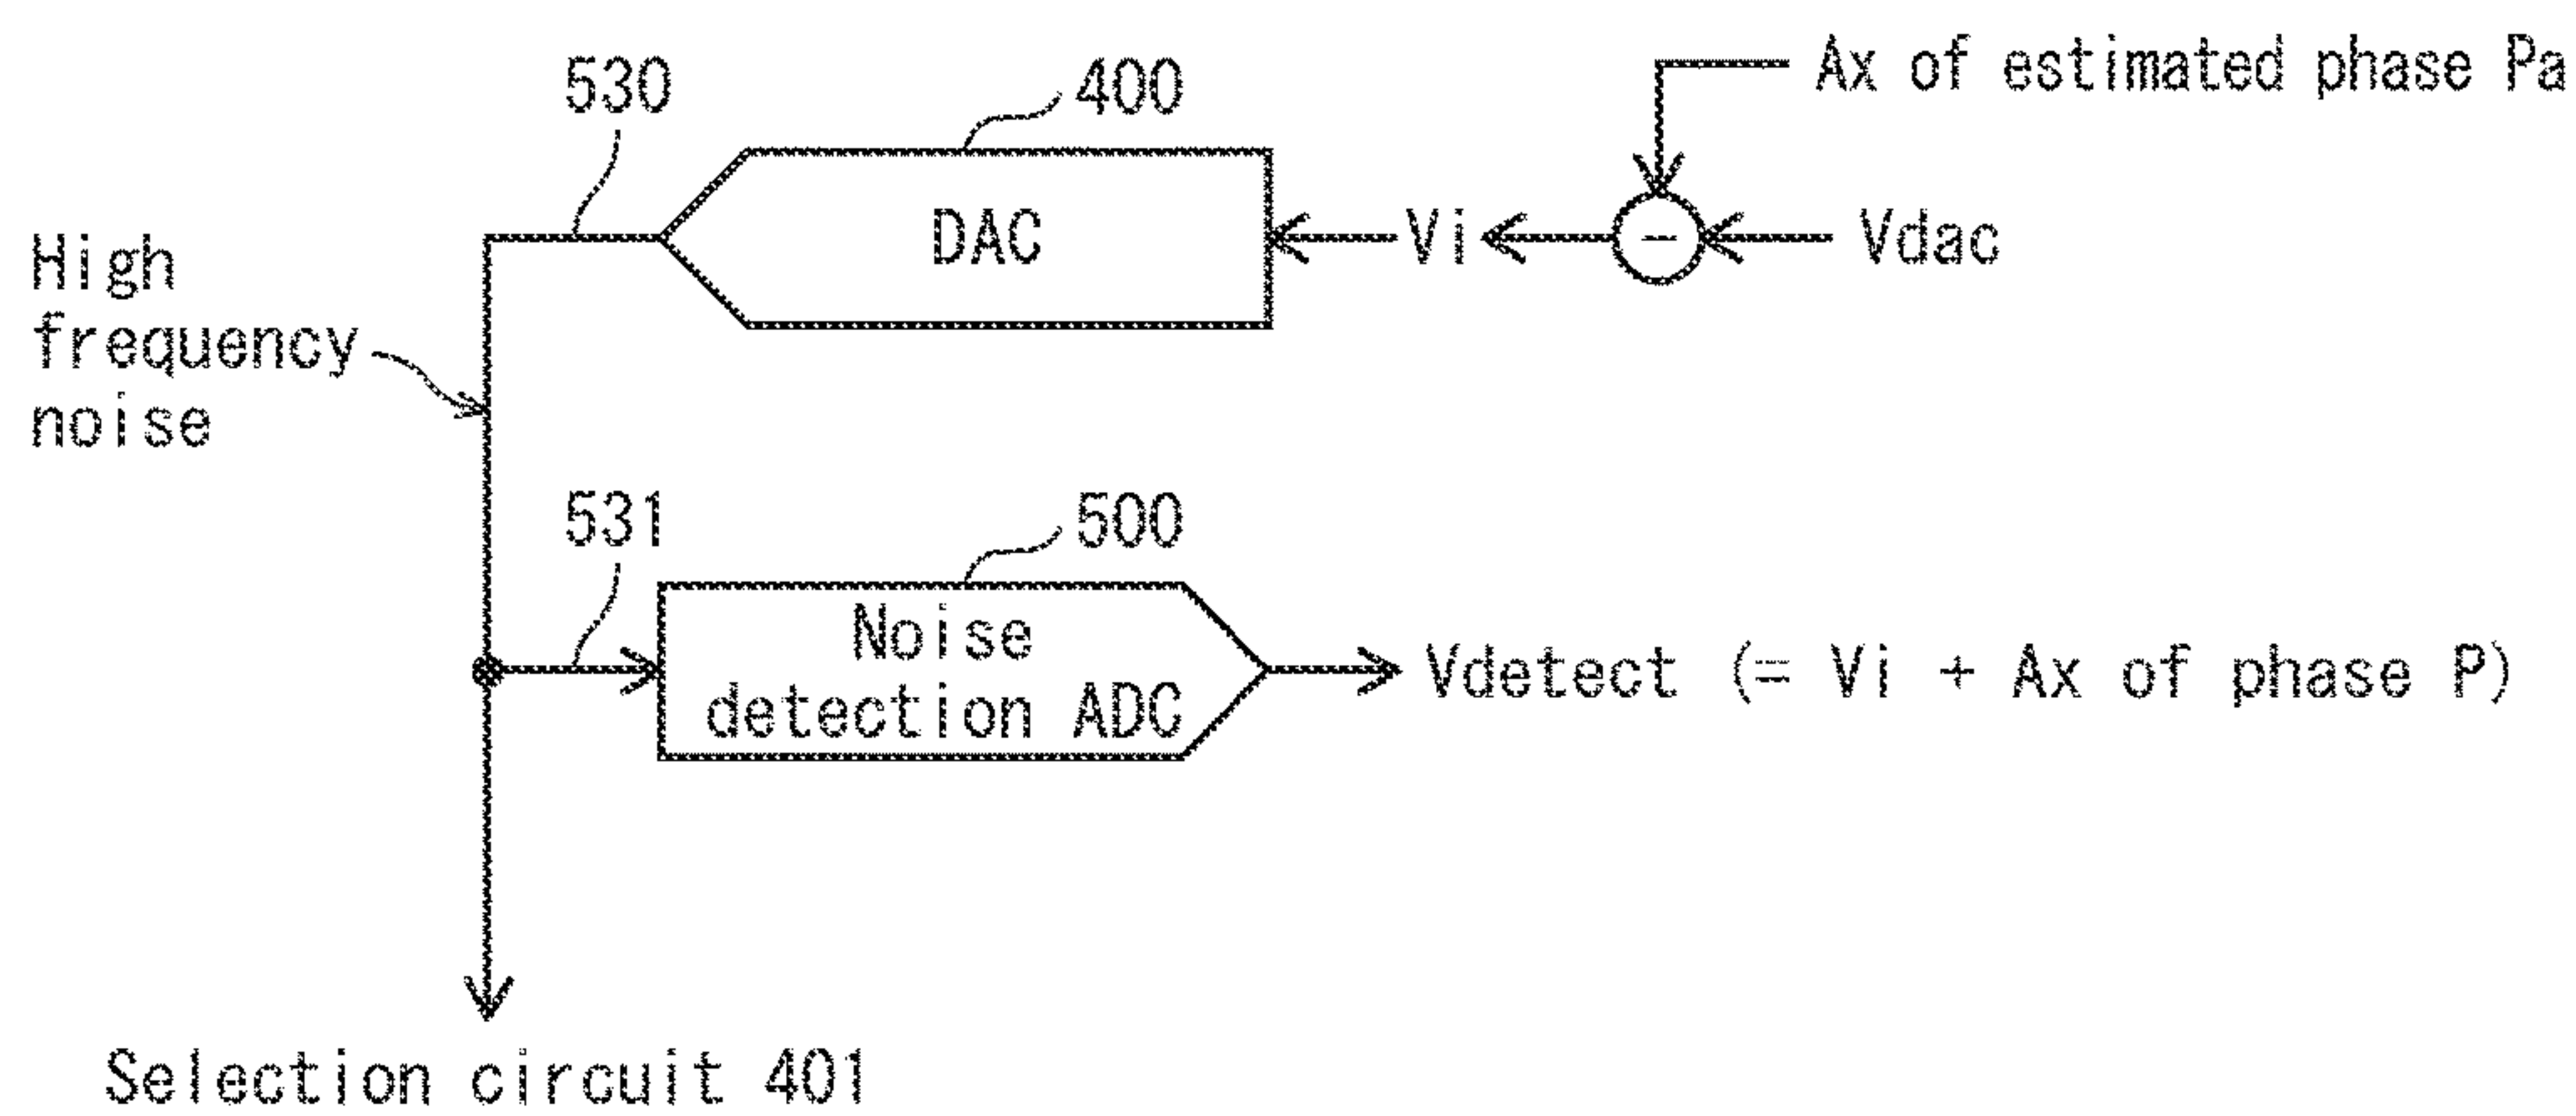 Ax of estimated phase Pa
530
400
DAC
Vi
-
Vdac
High
frequency
noise
531
500
Noise
detection ADC
Vdetect (= Vi + Ax of phase P)
Selection circuit 401